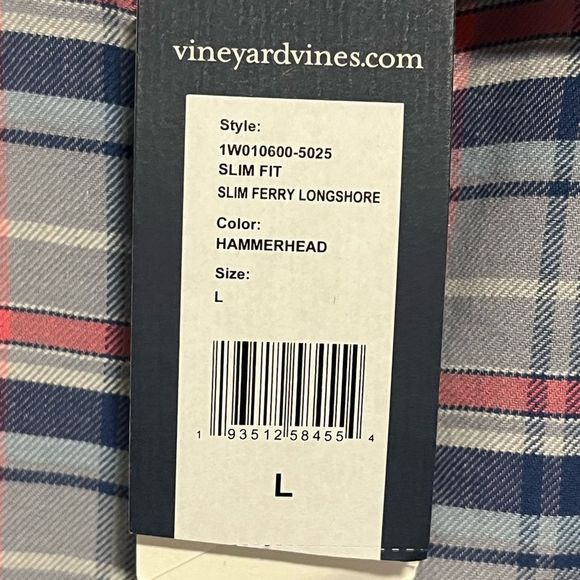 vineyardvines.com
Style:
1W010600-5025
SLIM FIT
SLIM FERRY LONGSHORE
Color:
HAMMERHEAD
Size:
L
1 93512 58455 4
L